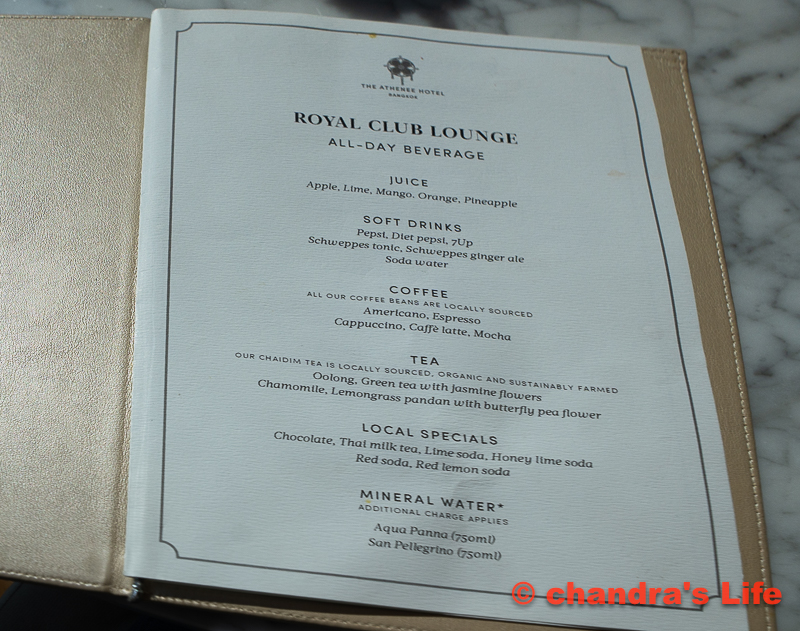 THE ATHENEE HOTEL
BANGKOK
ROYAL CLUB LOUNGE
ALL-DAY BEVERAGE
JUICE
Apple, Lime, Mango, Orange, Pineapple
SOFT DRINKS
Pepsi, Diet pepsi, 7Up
Schweppes tonic, Schweppes ginger ale
Soda water
COFFEE
ALL OUR COFFEE BEANS ARE LOCALLY SOURCED
Americano, Espresso
Cappuccino, Caffè latte, Mocha
TEA
OUR CHAIDIM TEA IS LOCALLY SOURCED, ORGANIC AND SUSTAINABLY FARMED
Oolong, Green tea with jasmine flowers
Chamomile, Lemongrass pandan with butterfly pea flower
LOCAL SPECIALS
Chocolate, Thai milk tea, Lime soda, Honey lime soda
Red soda, Red lemon soda
MINERAL WATER*
ADDITIONAL CHARGE APPLIES
Aqua Panna (750ml)
San Pellegrino (750ml)
© chandra's Life